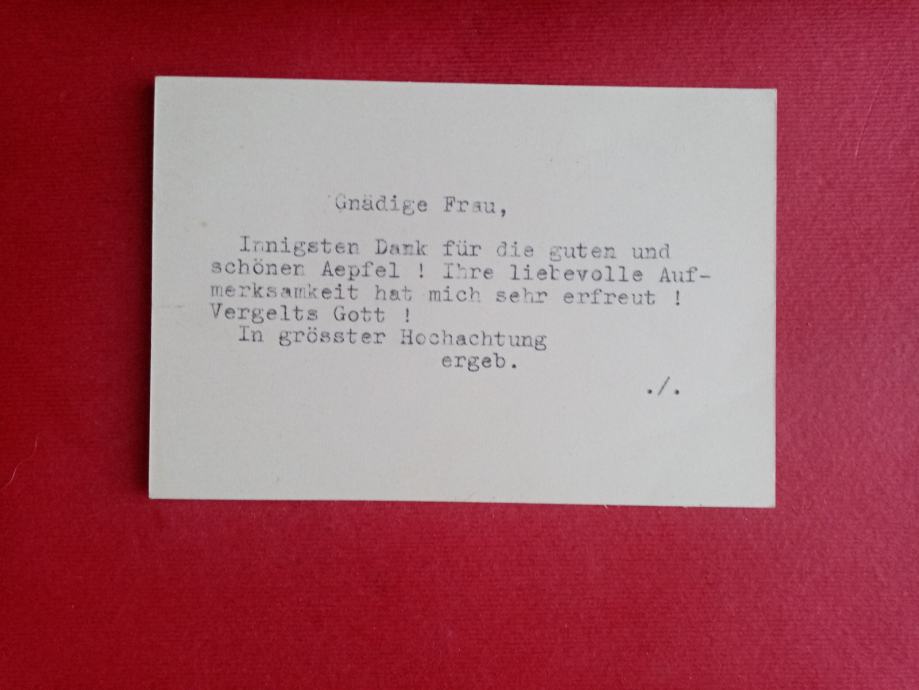 Gnädige Frau,
Innigsten Dank für die guten und
schönen Aepfel ! Ihre liebevolle Auf-
merksamkeit hat mich sehr erfreut !
Vergelts Gott !
In grösster Hochachtung
ergeb.
./.